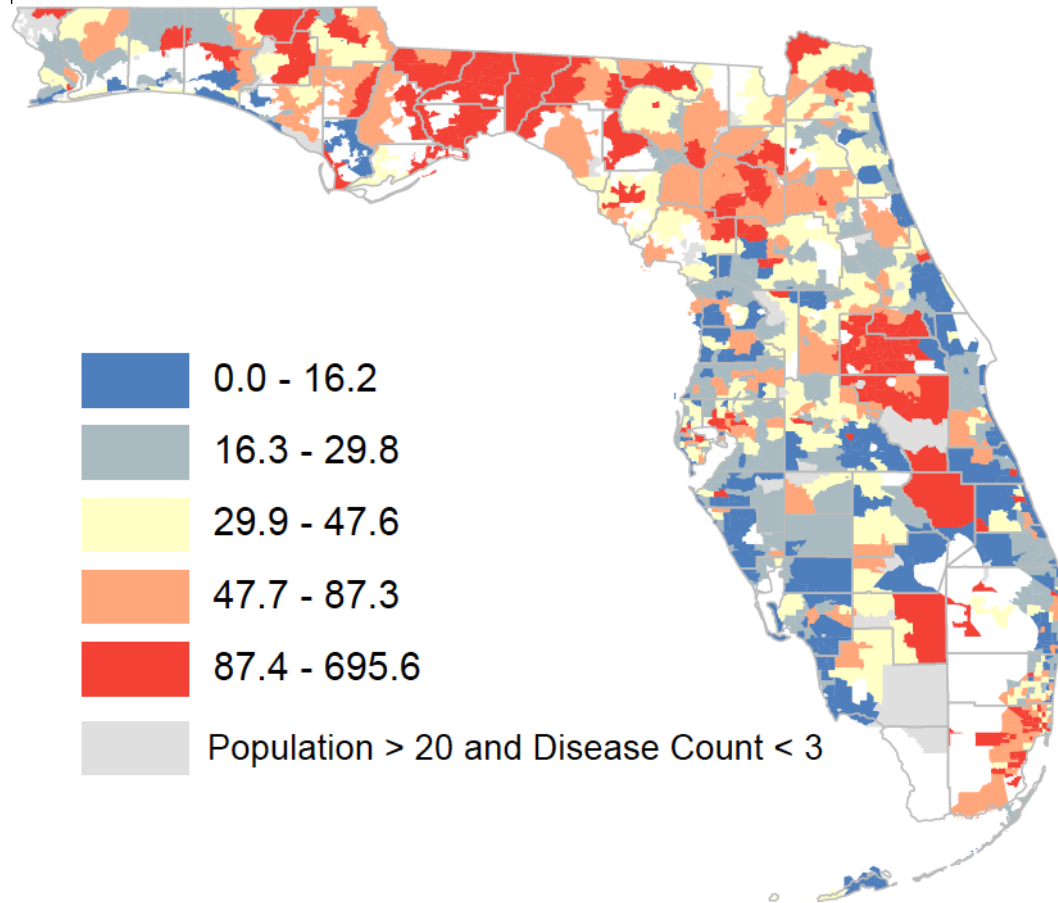 0.0 - 16.2
16.3 - 29.8
29.9 - 47.6
47.7 - 87.3
87.4 - 695.6
Population > 20 and Disease Count < 3